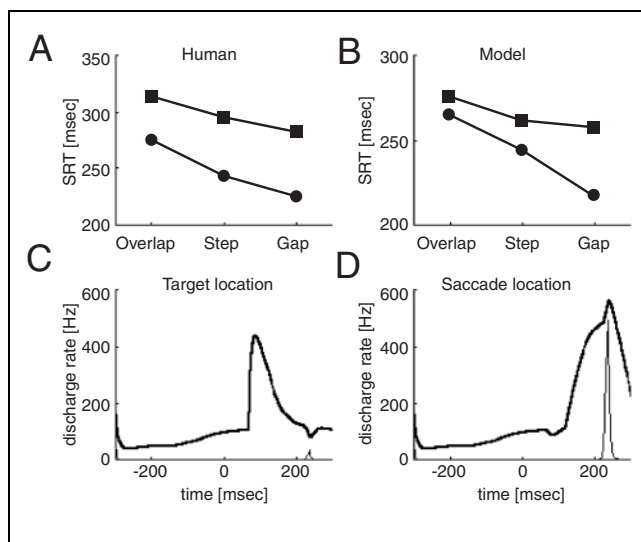 A Human
B Model
350
300
250
200
SRT [msec]
Overlap Step Gap
300
250
200
SRT [msec]
Overlap Step Gap
C Target location
D Saccade location
600
400
200
0
discharge rate [Hz]
-200 0 200
time [msec]
600
400
200
0
discharge rate [Hz]
-200 0 200
time [msec]